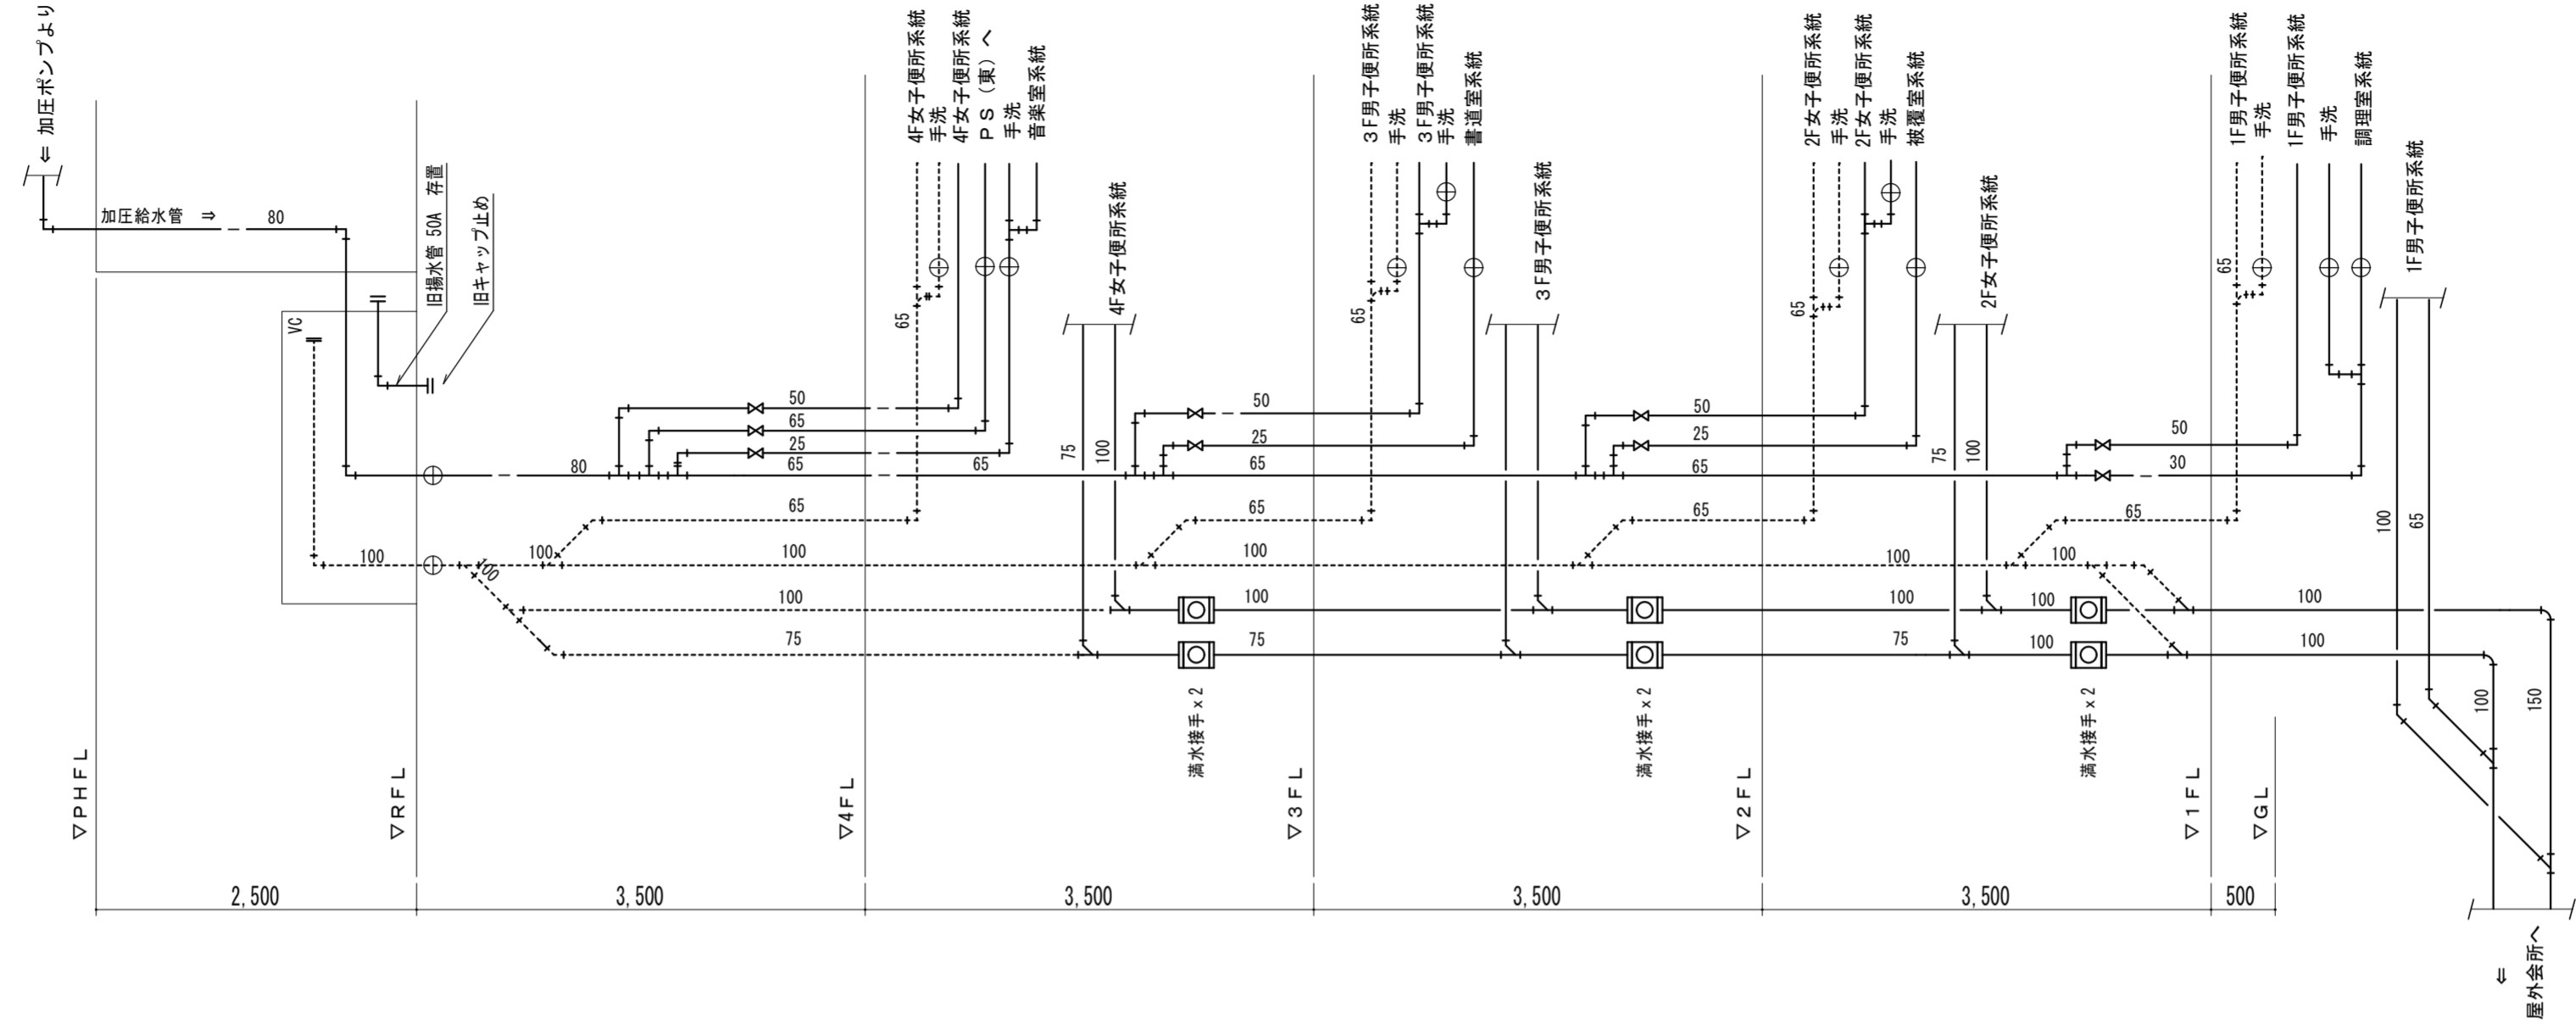 ⇐ 加圧ポンプより
加圧給水管 ⇒
80
旧揚水管 50A 存置
旧キャップ止め
VC
100
80
100
100
4F女子便所系統
手洗
4F女子便所系統
PS(東)へ
手洗
音楽室系統
65
50
65
25
65
65
65
100
100
75
4F女子便所系統
75
100
3F男子便所系統
手洗
3F男子便所系統
手洗
書道室系統
65
50
25
65
65
100
100
75
満水接手x2
3F男子便所系統
2F女子便所系統
手洗
2F女子便所系統
手洗
被覆室系統
65
50
25
65
65
100
100
75
満水接手x2
2F女子便所系統
75
100
1F男子便所系統
手洗
1F男子便所系統
手洗
調理室系統
65
50
30
65
100
100
100
満水接手x2
100
100
1F男子便所系統
100
65
100
150
▽PHFL
▽RFL
▽4FL
▽3FL
▽2FL
▽1FL
▽GL
2,500
3,500
3,500
3,500
3,500
500
⇓
屋外会所へ